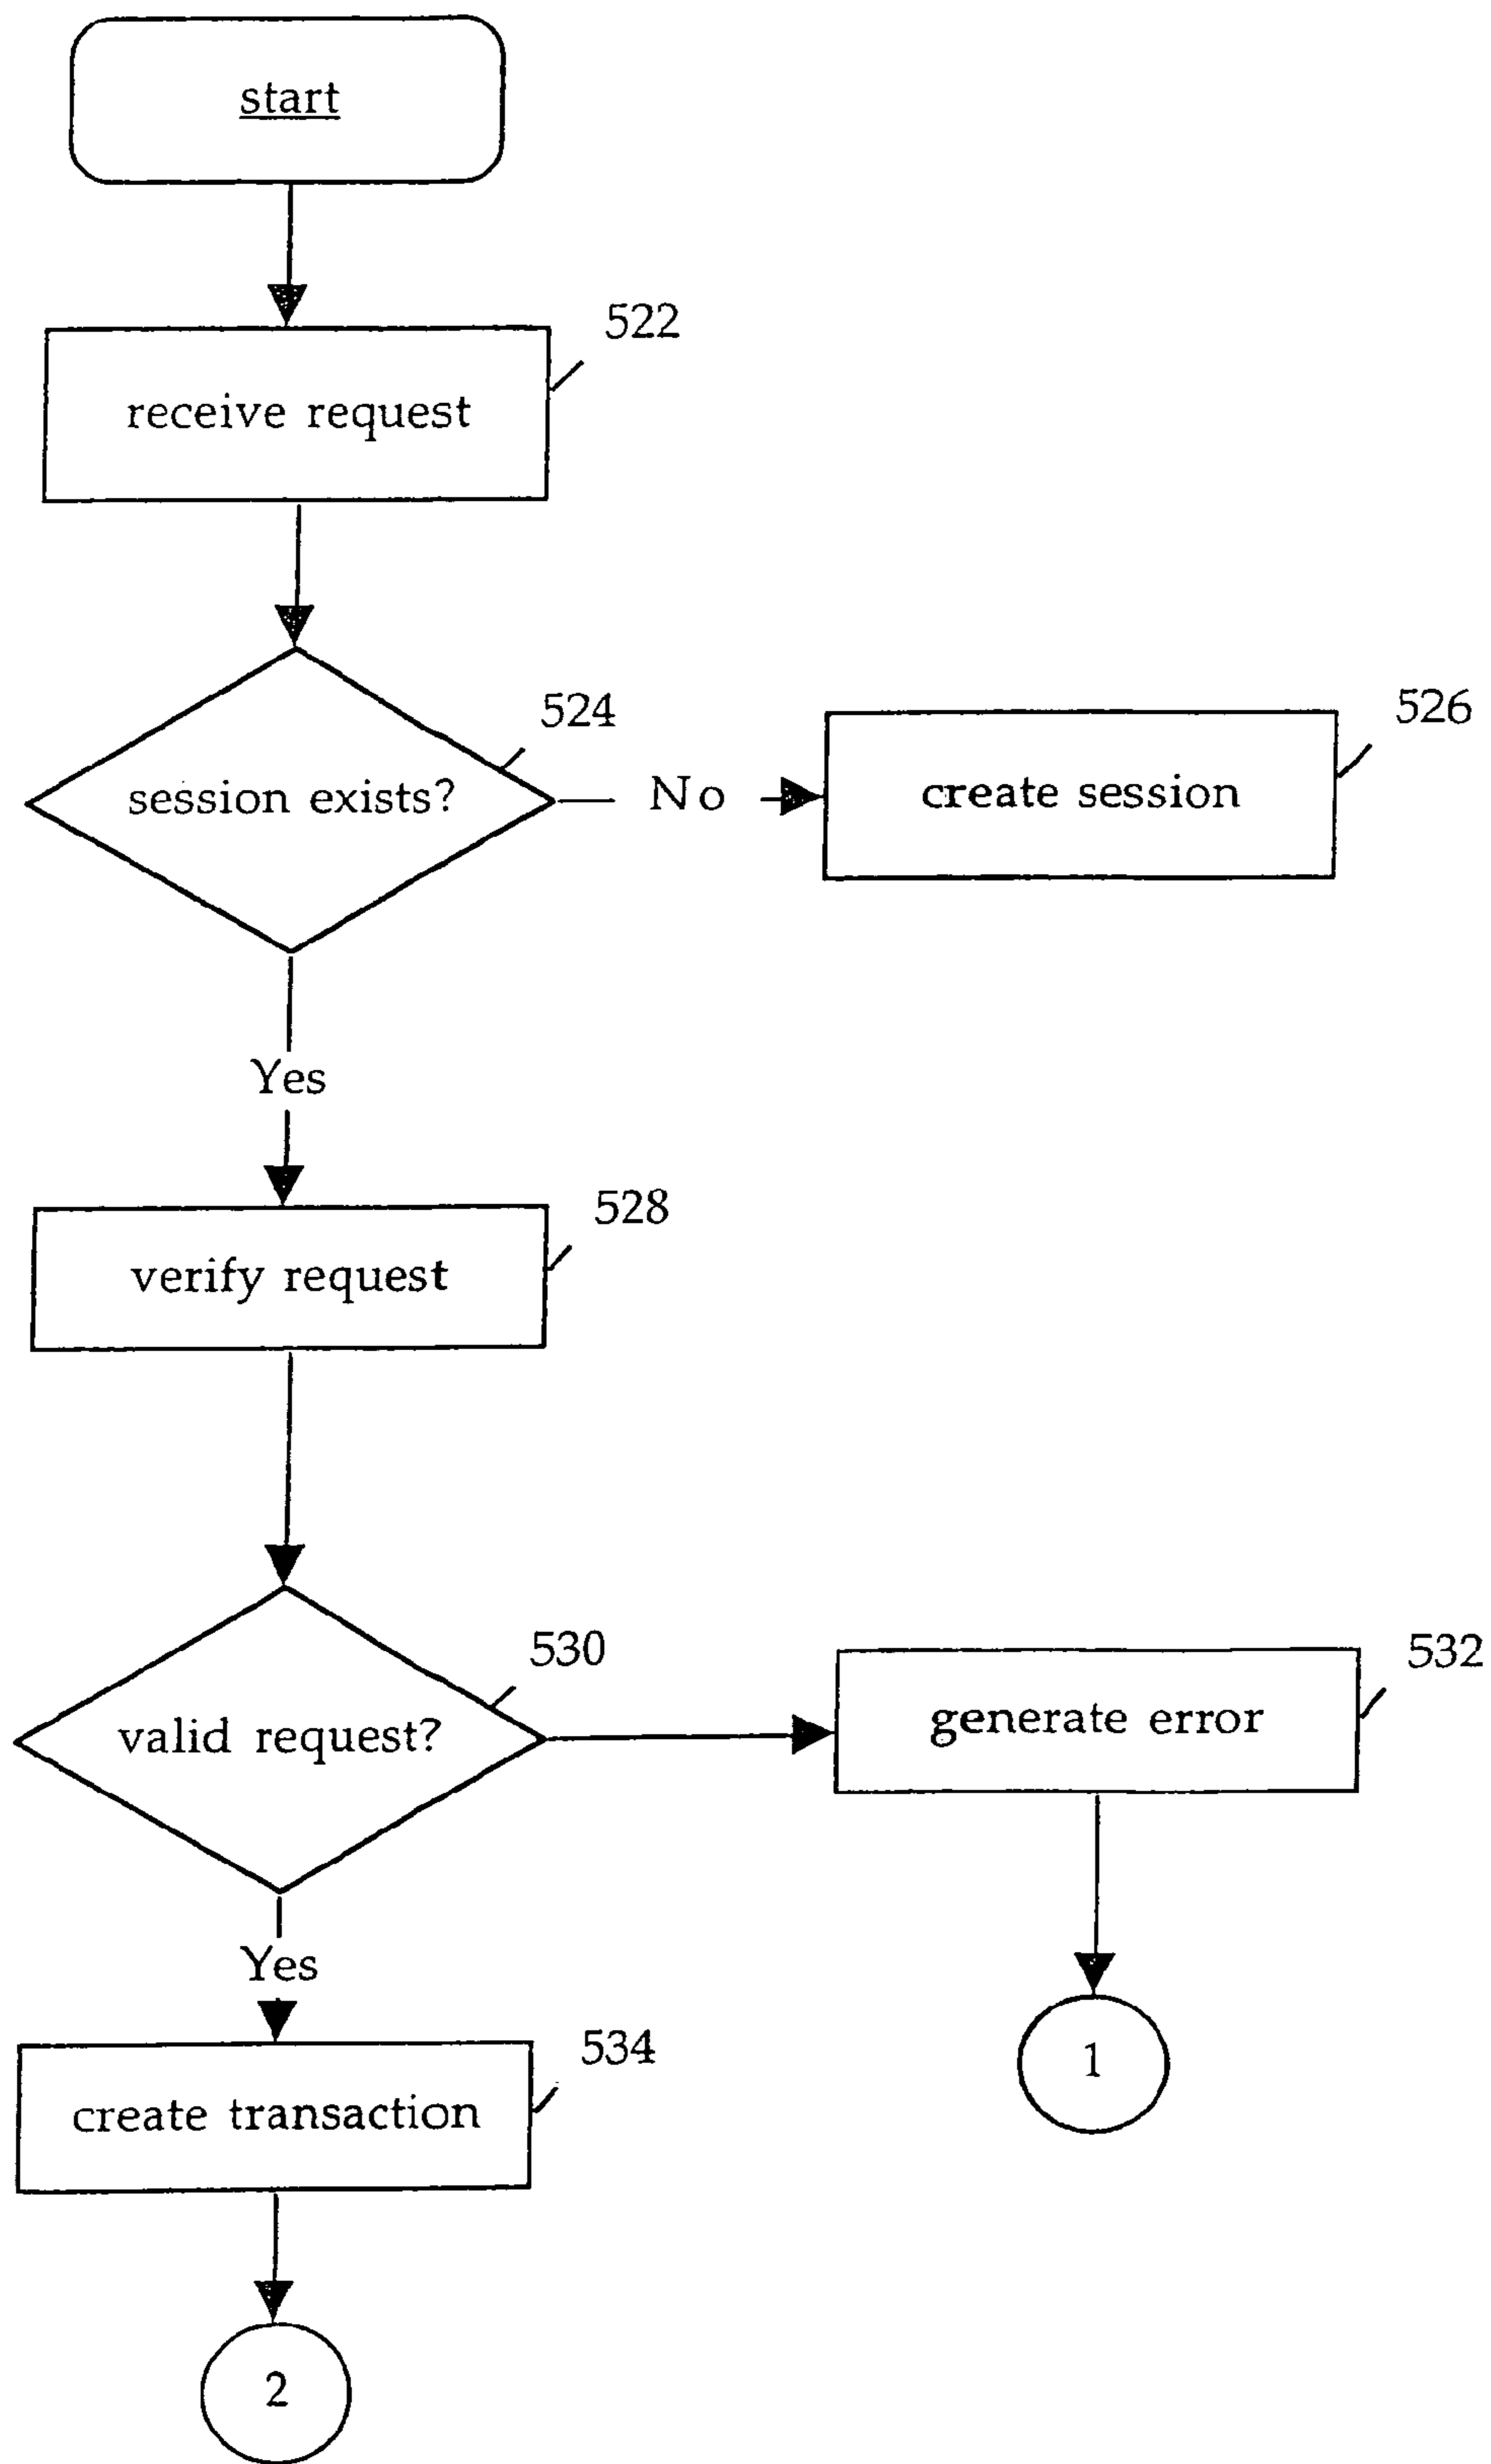 start
522
receive request
524
session exists?
No
526
create session
Yes
528
verify request
530
valid request?
532
generate error
Yes
534
create transaction
1
2